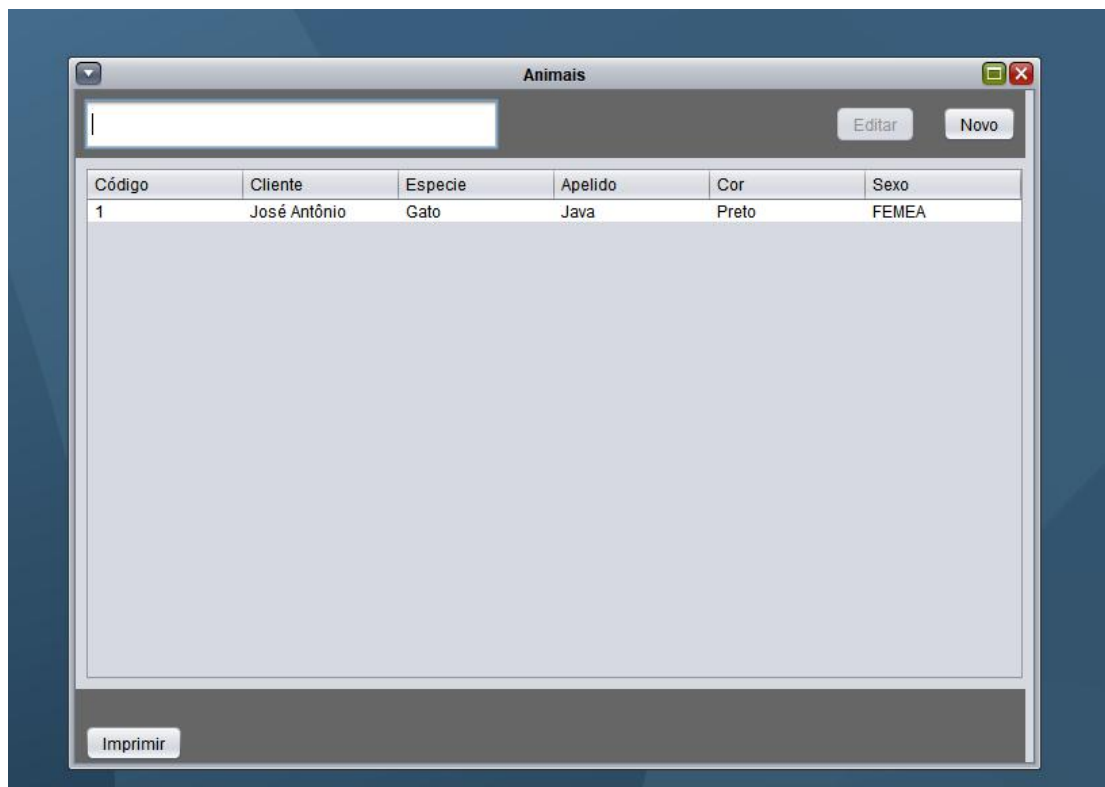 Animais
Editar Novo
Código Cliente Especie Apelido Cor Sexo
1 José Antônio Gato Java Preto FEMEA
Imprimir